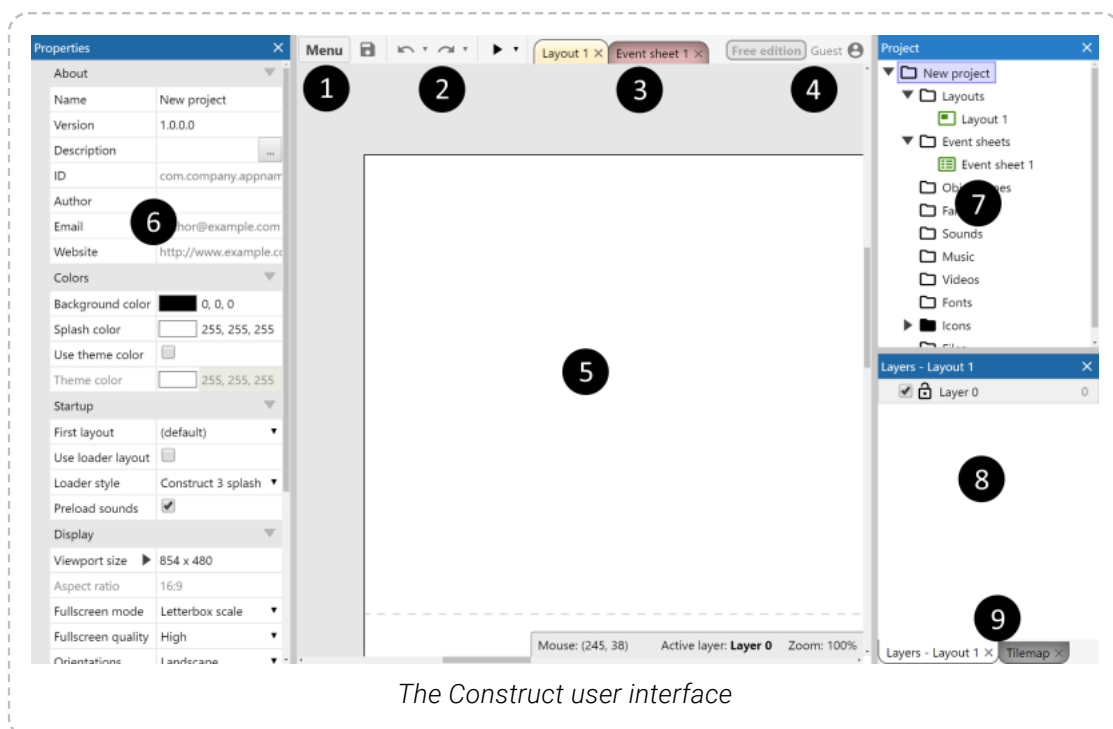 Properties
About
Name New project
Version 1.0.0.0
Description ...
ID com.company.appnam
Author
Email hor@example.com
Website http://www.example.co
Colors
Background color 0, 0, 0
Splash color 255, 255, 255
Use theme color
Theme color 255, 255, 255
Startup
First layout (default)
Use loader layout
Loader style Construct 3 splash
Preload sounds
Display
Viewport size 854 x 480
Aspect ratio 16:9
Fullscreen mode Letterbox scale
Fullscreen quality High
Orientations Landscape
6
Menu Layout 1 Event sheet 1 Free edition Guest
1 2 3 4
5
Mouse: (245, 38) Active layer: Layer 0 Zoom: 100%
Project
New project
Layouts
Layout 1
Event sheets
Event sheet 1
Sounds
Music
Videos
Fonts
Icons
Files
7
Layers - Layout 1
Layer 0 0
8
9
Layers - Layout 1 Tilemap
The Construct user interface